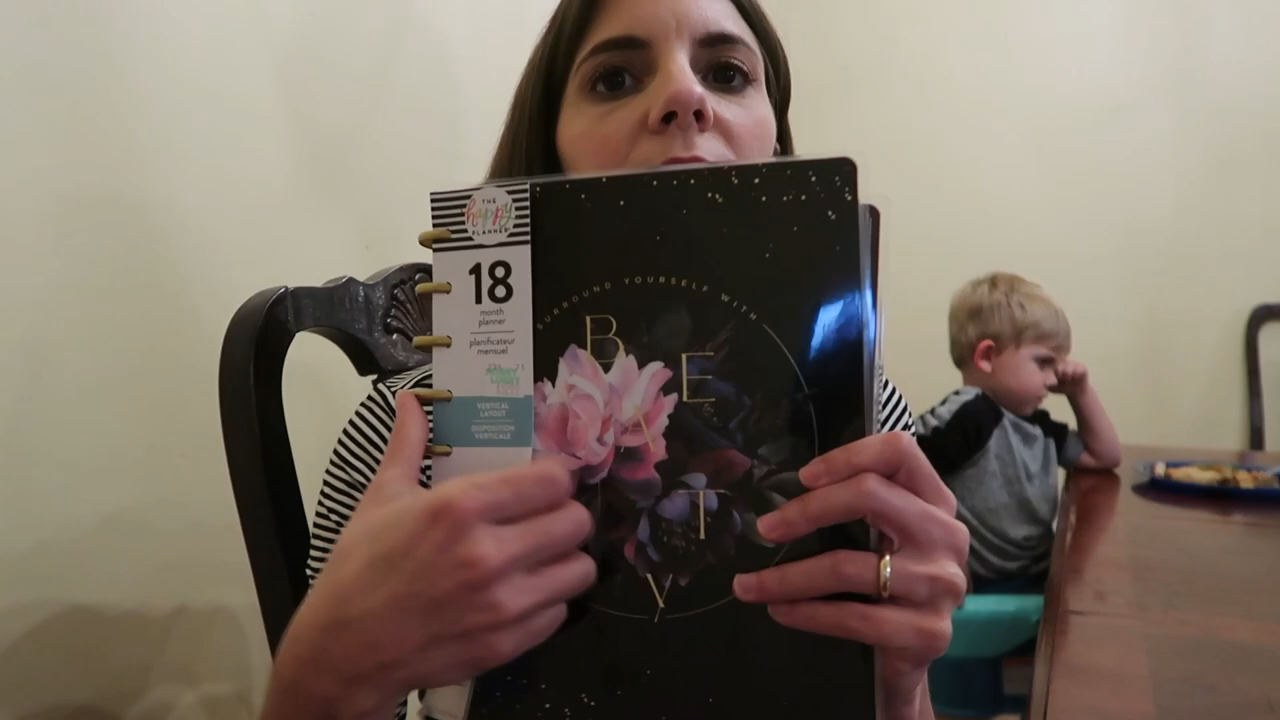 THE
happy
PLANNER
18
month
planner
planificateur
mensuel
VERTICAL
LAYOUT
DISPOSITION
VERTICALE
SURROUND YOURSELF WITH
B
E
A
T
Y